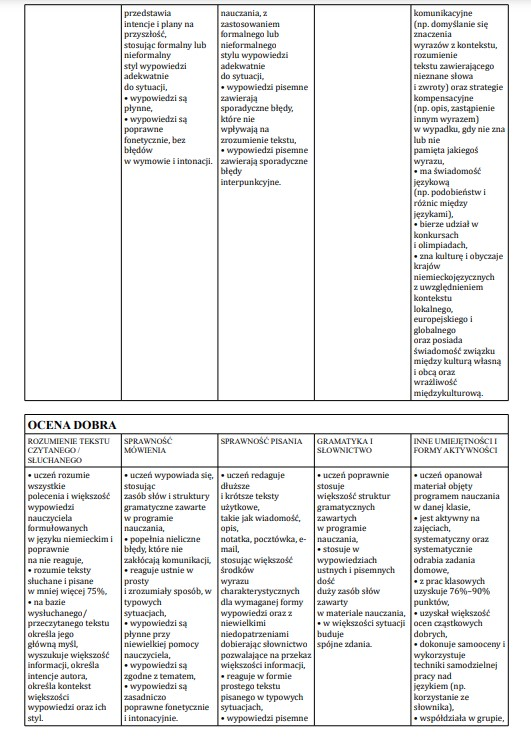 przedstawia
intencje i plany na
przyszłość,
stosując formalny lub
nieformalny
styl wypowiedzi
adekwatnie
do sytuacji,
• wypowiedzi są
płynne,
• wypowiedzi są
poprawne
fonetycznie, bez
błędów
w wymowie i intonacji.
nauczania, z
zastosowaniem
formalnego lub
nieformalnego
stylu wypowiedzi
adekwatnie
do sytuacji,
• wypowiedzi pisemne
zawierają
sporadyczne błędy,
które nie
wpływają na
zrozumienie tekstu,
• wypowiedzi pisemne
zawierają sporadyczne
błędy
interpunkcyjne.
komunikacyjne
(np. domyślanie się
znaczenia
wyrazów z kontekstu,
rozumienie
tekstu zawierającego
nieznane słowa
i zwroty) oraz strategie
kompensacyjne
(np. opis, zastąpienie
innym wyrazem)
w wypadku, gdy nie zna
lub nie
pamięta jakiegoś
wyrazu,
• ma świadomość
językową
(np. podobieństw i
różnic między
językami),
• bierze udział w
konkursach
i olimpiadach,
• zna kulturę i obyczaje
krajów
niemieckojęzycznych
z uwzględnieniem
kontekstu
lokalnego,
europejskiego i
globalnego
oraz posiada
świadomość związku
między kulturą własną
i obcą oraz
wrażliwość
międzykulturową.
OCENA DOBRA
ROZUMIENIE TEKSTU
CZYTANEGO /
SŁUCHANEGO
SPRAWNOŚĆ
MÓWIENIA
SPRAWNOŚĆ PISANIA
GRAMATYKA I
SŁOWNICTWO
INNE UMIEJĘTNOŚCI I
FORMY AKTYWNOŚCI
• uczeń rozumie
wszystkie
polecenia i większość
wypowiedzi
nauczyciela
formułowanych
w języku niemieckim i
poprawnie
na nie reaguje,
• rozumie teksty
słuchane i pisane
w mniej więcej 75%,
• na bazie
wysłuchanego/
przeczytanego tekstu
określa jego
główną myśl,
wyszukuje większość
informacji, określa
intencje autora,
określa kontekst
większości
wypowiedzi oraz ich
styl.
• uczeń wypowiada się,
stosując
zasób słów i struktury
gramatyczne zawarte
w programie
nauczania,
• popełnia nieliczne
błędy, które nie
zakłócają komunikacji,
• reaguje ustnie w
prosty
i zrozumiały sposób, w
typowych
sytuacjach,
• wypowiedzi są
płynne przy
niewielkiej pomocy
nauczyciela,
• wypowiedzi są
zgodne z tematem,
• wypowiedzi są
zasadniczo
poprawne fonetycznie
i intonacyjnie.
• uczeń redaguje
dłuższe
i krótsze teksty
użytkowe,
takie jak wiadomość,
opis,
notatka, pocztówka, e-
mail,
stosując większość
środków
wyrazu
charakterystycznych
dla wymaganej formy
wypowiedzi oraz z
niewielkimi
niedopatrzeniami
dobierając słownictwo
pozwalające na przekaz
większości informacji,
• reaguje w formie
prostego tekstu
pisanego w typowych
sytuacjach,
• wypowiedzi pisemne
• uczeń poprawnie
stosuje
większość struktur
gramatycznych
zawartych
w programie
nauczania,
• stosuje w
wypowiedziach
ustnych i pisemnych
dość
duży zasób słów
zawarty
w materiale nauczania,
• w większości sytuacji
buduje
spójne zdania.
• uczeń opanował
materiał objęty
programem nauczania
w danej klasie,
• jest aktywny na
zajęciach,
systematyczny oraz
systematycznie
odrabia zadania
domowe,
• z prac klasowych
uzyskuje 76%–90%
punktów,
• uzyskał większość
ocen cząstkowych
dobrych,
• dokonuje samooceny i
wykorzystuje
techniki samodzielnej
pracy nad
językiem (np.
korzystanie ze
słownika),
• współdziała w grupie,